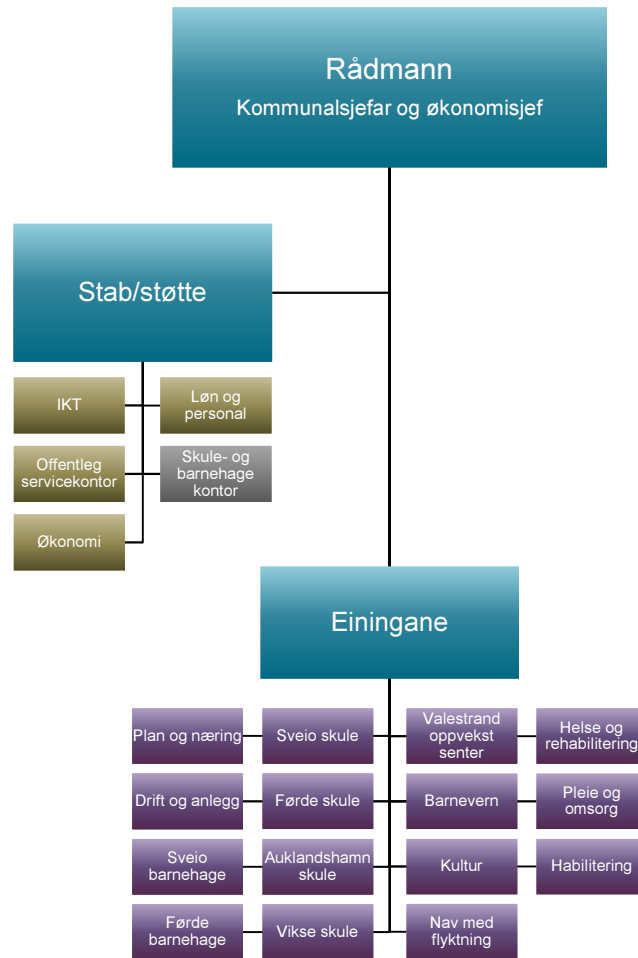 Rådmann
Kommunalsjefar og økonomisjef
Stab/støtte
IKT
Løn og
personal
Offentleg
servicekontor
Skule- og
barnehage
kontor
Økonomi
Einingane
Plan og næring
Sveio skule
Valestrand
oppvekst
senter
Helse og
rehabilitering
Drift og anlegg
Førde skule
Barnevern
Pleie og
omsorg
Sveio
barnehage
Auklandshamn
skule
Kultur
Habilitering
Førde
barnehage
Vikse skule
Nav med
flyktning